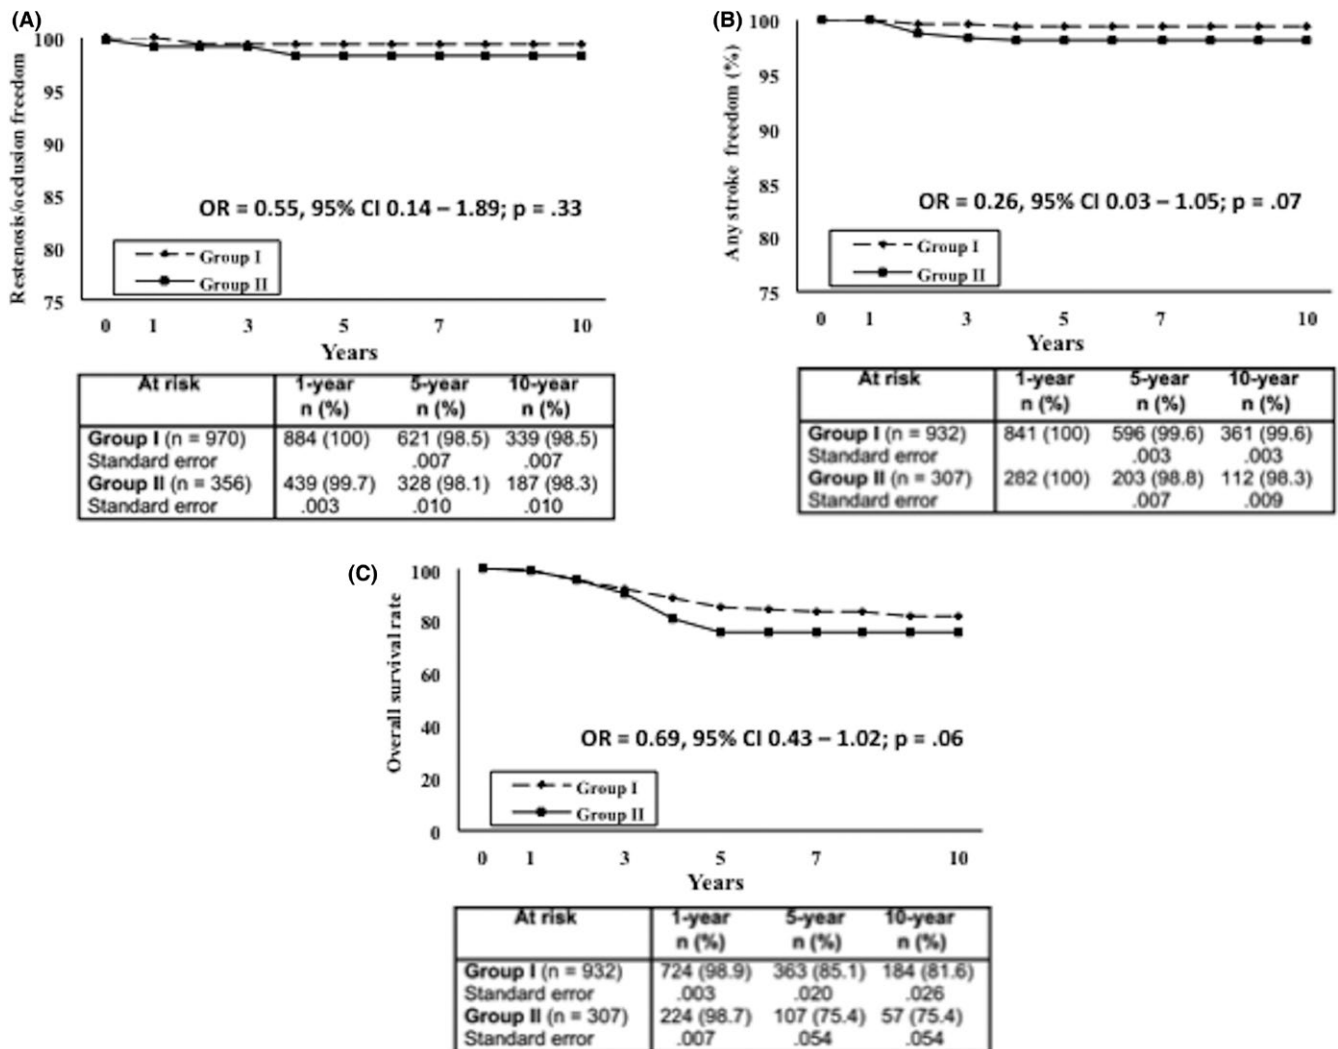 (A)
Restenosis/occlusion freedom
100
95
90
85
80
75
OR = 0.55, 95% CI 0.14 – 1.89; p = .33
Group I
Group II
0 1 3 5 7 10
Years
At risk 1-year 5-year 10-year
n (%) n (%) n (%)
Group I (n = 970) 884 (100) 621 (98.5) 339 (98.5)
Standard error .007 .007
Group II (n = 356) 439 (99.7) 328 (98.1) 187 (98.3)
Standard error .003 .010 .010
(B)
Any stroke freedom (%)
100
95
90
85
80
75
OR = 0.26, 95% CI 0.03 – 1.05; p = .07
Group I
Group II
0 1 3 5 7 10
Years
At risk 1-year 5-year 10-year
n (%) n (%) n (%)
Group I (n = 932) 841 (100) 596 (99.6) 361 (99.6)
Standard error .003 .003
Group II (n = 307) 282 (100) 203 (98.8) 112 (98.3)
Standard error .007 .009
(C)
Overall survival rate
100
80
60
40
20
0
OR = 0.69, 95% CI 0.43 – 1.02; p = .06
Group I
Group II
0 1 3 5 7 10
Years
At risk 1-year 5-year 10-year
n (%) n (%) n (%)
Group I (n = 932) 724 (98.9) 363 (85.1) 184 (81.6)
Standard error .003 .020 .026
Group II (n = 307) 224 (98.7) 107 (75.4) 57 (75.4)
Standard error .007 .054 .054